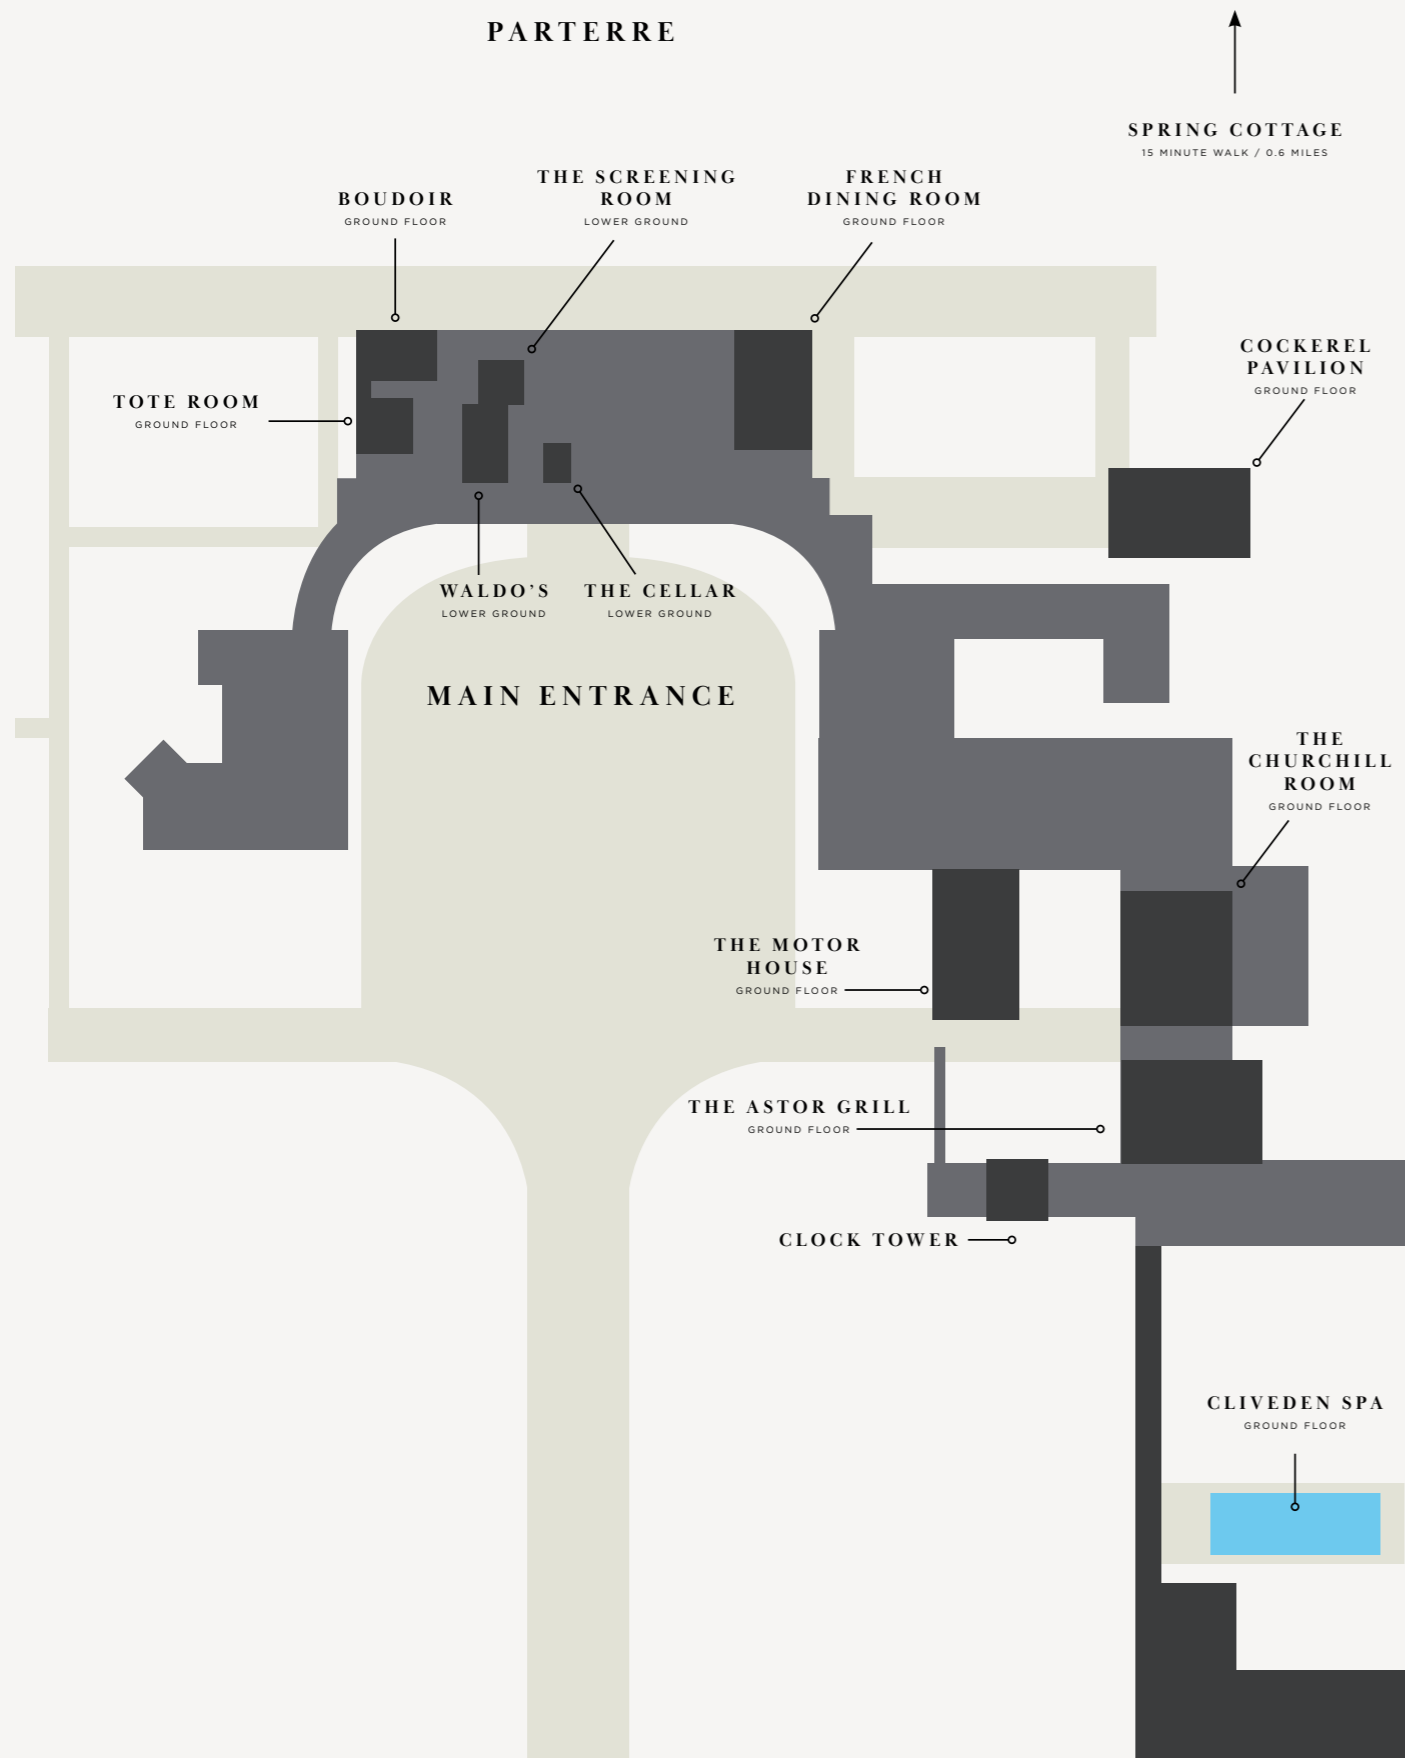 PARTERRE
SPRING COTTAGE
15 MINUTE WALK / 0.6 MILES
BOUDOIR
GROUND FLOOR
THE SCREENING
ROOM
LOWER GROUND
FRENCH
DINING ROOM
GROUND FLOOR
COCKEREL
PAVILION
GROUND FLOOR
TOTE ROOM
GROUND FLOOR
WALDO’S
LOWER GROUND
THE CELLAR
LOWER GROUND
MAIN ENTRANCE
THE
CHURCHILL
ROOM
GROUND FLOOR
THE MOTOR
HOUSE
GROUND FLOOR
THE ASTOR GRILL
GROUND FLOOR
CLOCK TOWER
CLIVEDEN SPA
GROUND FLOOR